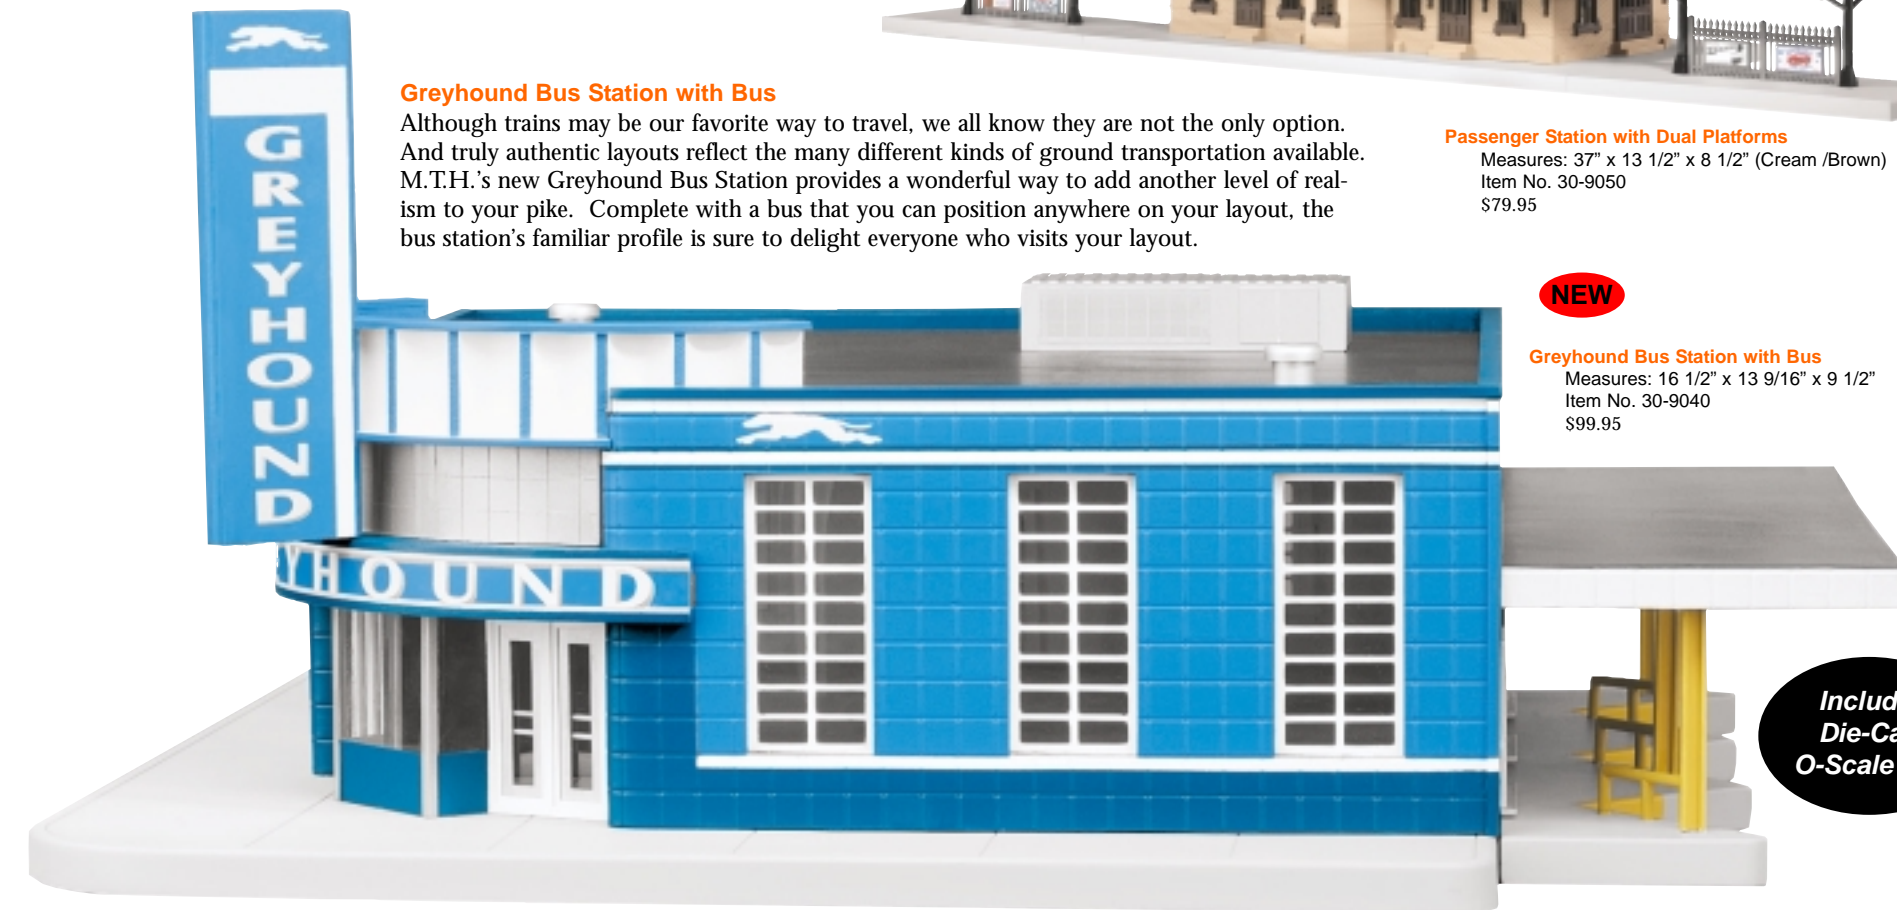 GREYHOUND
Greyhound Bus Station with Bus
Although trains may be our favorite way to travel, we all know they are not the only option.
And truly authentic layouts reflect the many different kinds of ground transportation available.
M.T.H.’s new Greyhound Bus Station provides a wonderful way to add another level of real-
ism to your pike.  Complete with a bus that you can position anywhere on your layout, the
bus station’s familiar profile is sure to delight everyone who visits your layout.
Passenger Station with Dual Platforms
Measures: 37” x 13 1/2” x 8 1/2” (Cream /Brown)
Item No. 30-9050
$79.95
NEW
Greyhound Bus Station with Bus
Measures: 16 1/2” x 13 9/16” x 9 1/2”
Item No. 30-9040
$99.95
YHOUND
Includ
Die-Ca
O-Scale